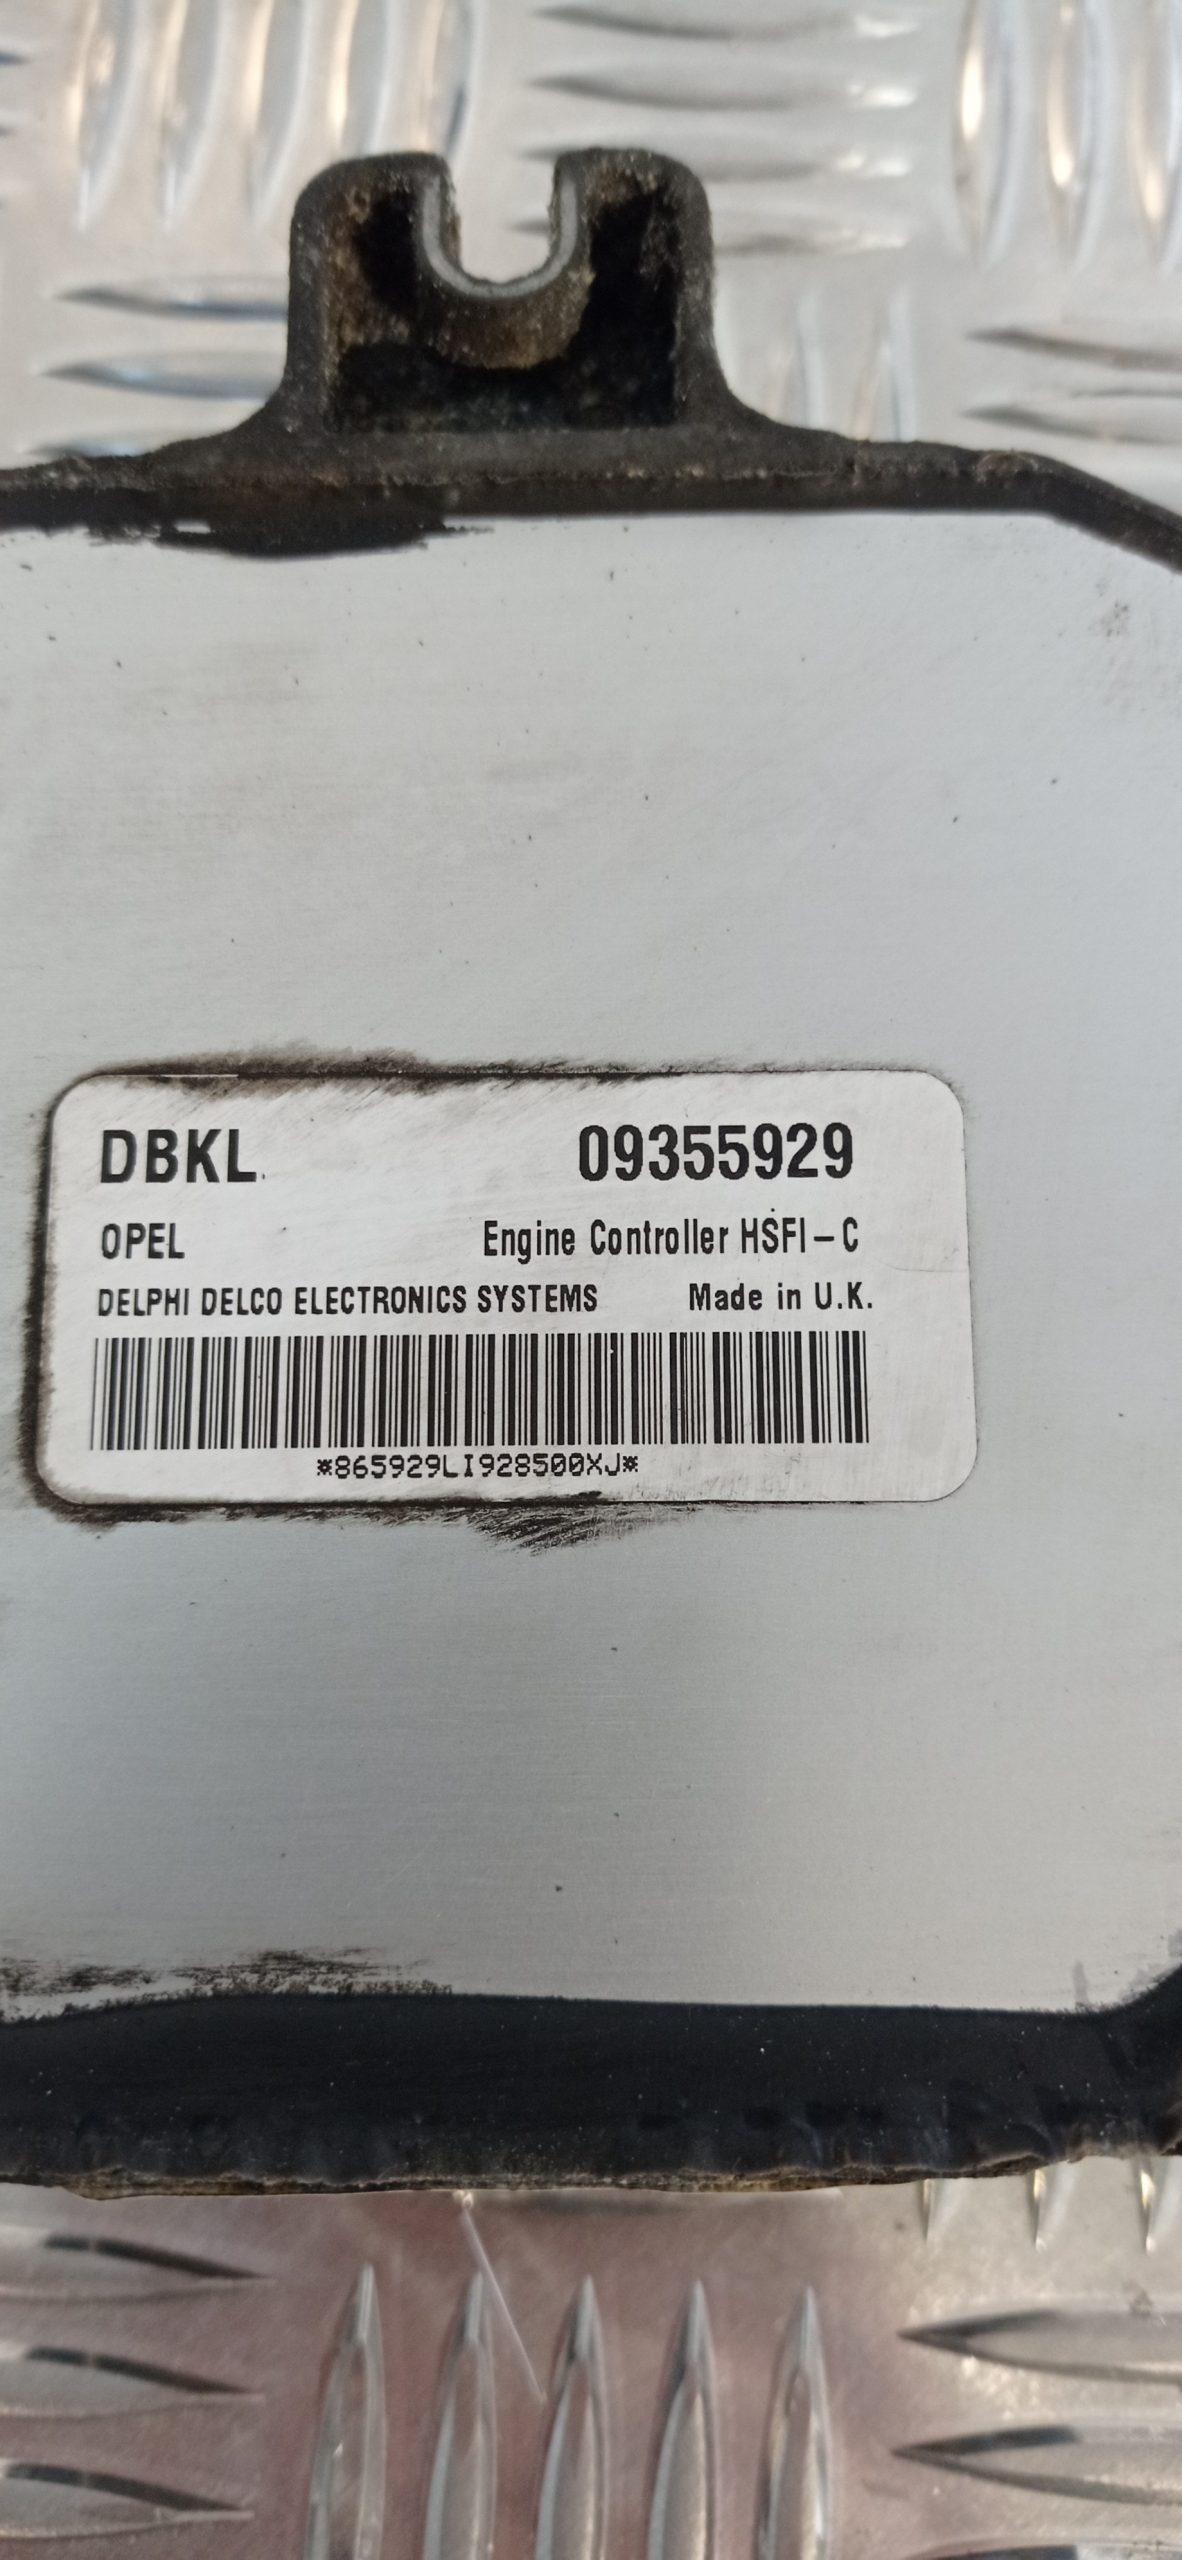 DBKL 09355929
OPEL Engine Controller HSFI-C
DELPHI DELCO ELECTRONICS SYSTEMS Made in U.K.
*865929LI928500XJ*